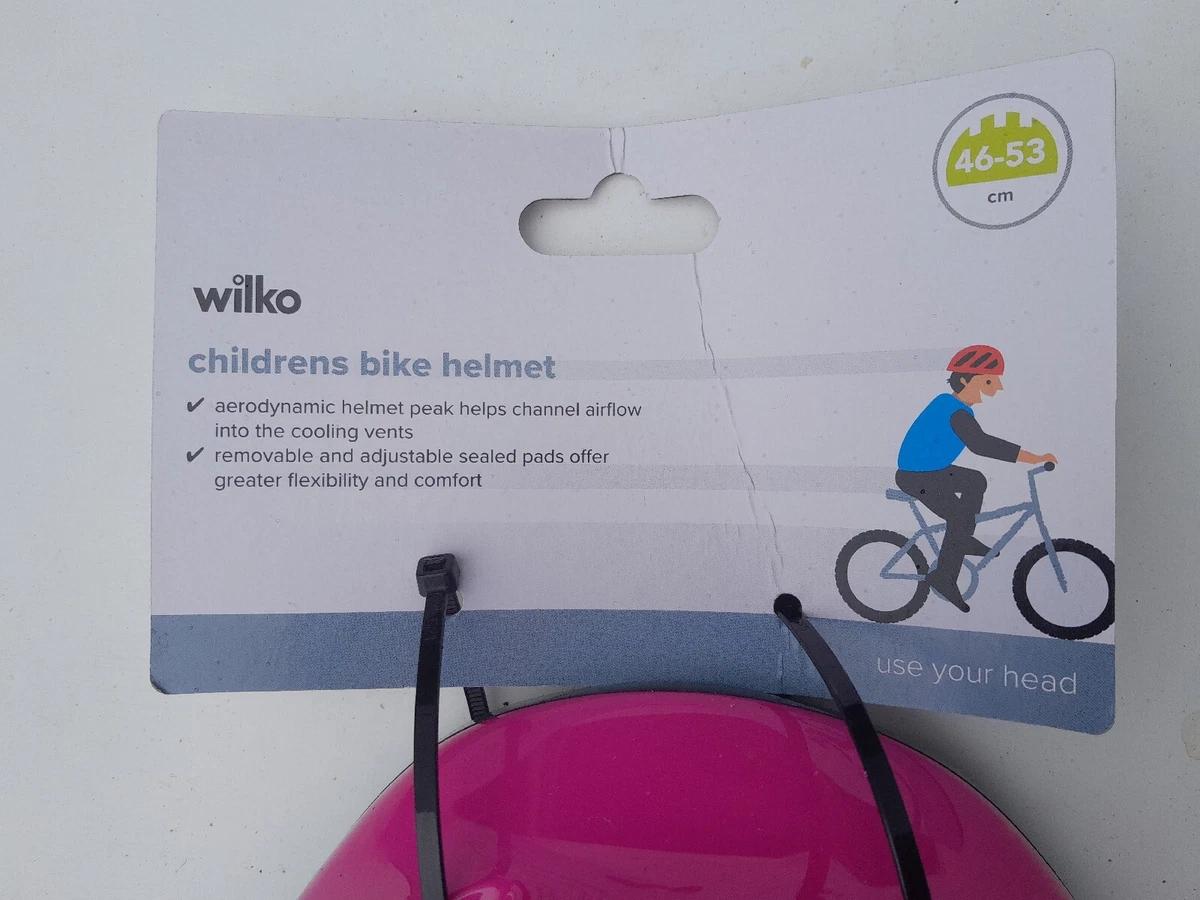 46-53
cm
wilko
childrens bike helmet
✔ aerodynamic helmet peak helps channel airflow
into the cooling vents
✔ removable and adjustable sealed pads offer
greater flexibility and comfort
use your head